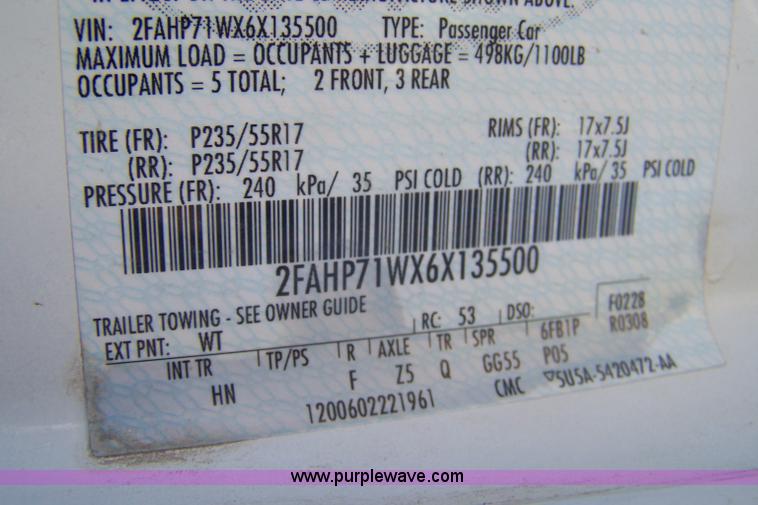 SHOWN ABOVE.
VIN: 2FAHP71WX6X135500 TYPE: Passenger Car
MAXIMUM LOAD = OCCUPANTS + LUGGAGE = 498KG/1100LB
OCCUPANTS = 5 TOTAL; 2 FRONT, 3 REAR
TIRE (FR): P235/55R17 RIMS (FR): 17x7.5J
(RR): P235/55R17 (RR): 17x7.5J
PRESSURE (FR): 240 kPa/ 35 PSI COLD (RR): 240 kPa/ 35 PSI COLD
2FAHP71WX6X135500
TRAILER TOWING - SEE OWNER GUIDE
EXT PNT: WT RC: 53 DSO: F0228
R0308
INT TR TP/PS R AXLE TR SPR 6FB1P
HN F Z5 Q GG55 P05
1200602221961 CMC 5U5A-5420472-AA
www.purplewave.com